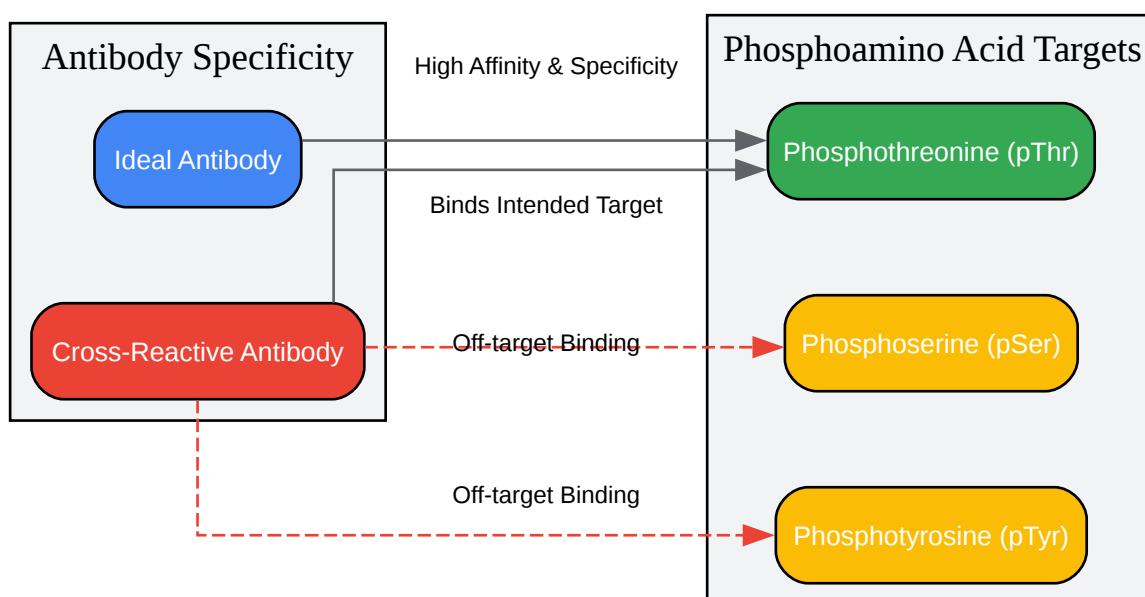 Antibody Specificity
Phosphoamino Acid Targets
High Affinity & Specificity
Ideal Antibody
Phosphothreonine (pThr)
Binds Intended Target
Cross-Reactive Antibody
Off-target Binding
Phosphoserine (pSer)
Off-target Binding
Phosphotyrosine (pTyr)